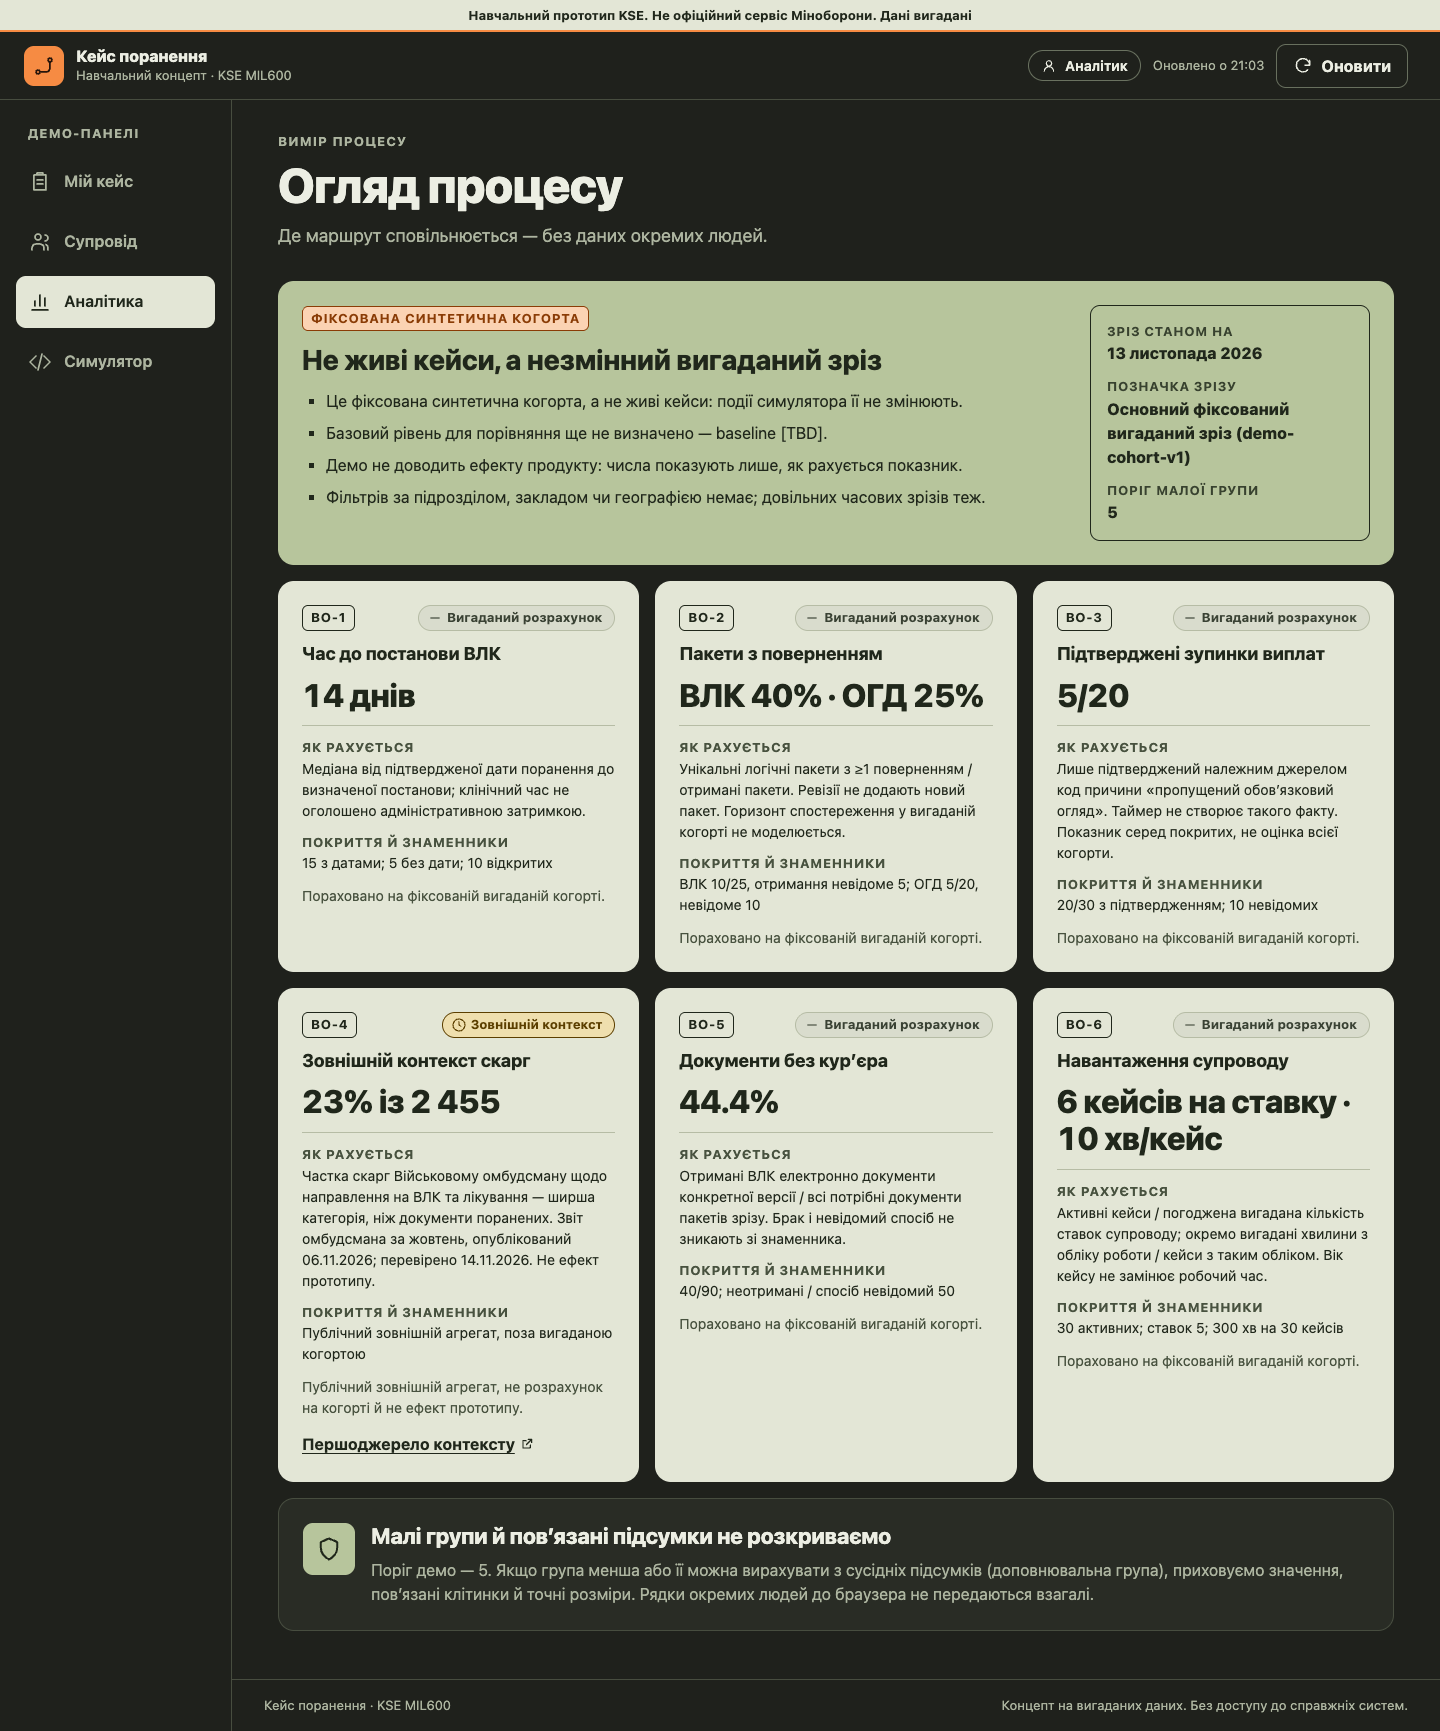 Навчальний прототип KSE. Не офіційний сервіс Міноборони. Дані вигадані
Кейс поранення
Навчальний концепт · KSE MIL600
Аналітик
Оновлено о 21:03
Оновити
ДЕМО-ПАНЕЛІ
Мій кейс
Супровід
Аналітика
Симулятор
ВИМІР ПРОЦЕСУ
Огляд процесу
Де маршрут сповільнюється — без даних окремих людей.
ФІКСОВАНА СИНТЕТИЧНА КОГОРТА
Не живі кейси, а незмінний вигаданий зріз
Це фіксована синтетична когорта, а не живі кейси: події симулятора її не змінюють.
Базовий рівень для порівняння ще не визначено — baseline [TBD].
Демо не доводить ефекту продукту: числа показують лише, як рахується показник.
Фільтрів за підрозділом, закладом чи географією немає; довільних часових зрізів теж.
ЗРІЗ СТАНОМ НА
13 листопада 2026
ПОЗНАЧКА ЗРІЗУ
Основний фіксований
вигаданий зріз (demo-
cohort-v1)
ПОРІГ МАЛОЇ ГРУПИ
5
ВО-1
Вигаданий розрахунок
Час до постанови ВЛК
14 днів
ЯК РАХУЄТЬСЯ
Медіана від підтвердженої дати поранення до
визначеної постанови; клінічний час не
оголошено адміністративною затримкою.
ПОКРИТТЯ Й ЗНАМЕННИКИ
15 з датами; 5 без дати; 10 відкритих
Пораховано на фіксованій вигаданій когорті.
ВО-2
Вигаданий розрахунок
Пакети з поверненням
ВЛК 40% · ОГД 25%
ЯК РАХУЄТЬСЯ
Унікальні логічні пакети з ≥1 поверненням /
отримані пакети. Ревізії не додають новий
пакет. Горизонт спостереження у вигаданій
когорті не моделюється.
ПОКРИТТЯ Й ЗНАМЕННИКИ
ВЛК 10/25, отримання невідоме 5; ОГД 5/20,
невідоме 10
Пораховано на фіксованій вигаданій когорті.
ВО-3
Вигаданий розрахунок
Підтверджені зупинки виплат
5/20
ЯК РАХУЄТЬСЯ
Лише підтверджений належним джерелом
код причини «пропущений обов’язковий
огляд». Таймер не створює такого факту.
Показник серед покритих, не оцінка всієї
когорти.
ПОКРИТТЯ Й ЗНАМЕННИКИ
20/30 з підтвердженням; 10 невідомих
Пораховано на фіксованій вигаданій когорті.
ВО-4
Зовнішній контекст
Зовнішній контекст скарг
23% із 2 455
ЯК РАХУЄТЬСЯ
Частка скарг Військовому омбудсману щодо
направлення на ВЛК та лікування — ширша
категорія, ніж документи поранених. Звіт
омбудсмана за жовтень, опублікований
06.11.2026; перевірено 14.11.2026. Не ефект
прототипу.
ПОКРИТТЯ Й ЗНАМЕННИКИ
Публічний зовнішній агрегат, поза вигаданою
когортою
Публічний зовнішній агрегат, не розрахунок
на когорті й не ефект прототипу.
Першоджерело контексту
ВО-5
Вигаданий розрахунок
Документи без кур’єра
44.4%
ЯК РАХУЄТЬСЯ
Отримані ВЛК електронно документи
конкретної версії / всі потрібні документи
пакетів зрізу. Брак і невідомий спосіб не
зникають зі знаменника.
ПОКРИТТЯ Й ЗНАМЕННИКИ
40/90; неотримані / спосіб невідомий 50
Пораховано на фіксованій вигаданій когорті.
ВО-6
Вигаданий розрахунок
Навантаження супроводу
6 кейсів на ставку ·
10 хв/кейс
ЯК РАХУЄТЬСЯ
Активні кейси / погоджена вигадана кількість
ставок супроводу; окремо вигадані хвилини з
обліку роботи / кейси з таким обліком. Вік
кейсу не замінює робочий час.
ПОКРИТТЯ Й ЗНАМЕННИКИ
30 активних; ставок 5; 300 хв на 30 кейсів
Пораховано на фіксованій вигаданій когорті.
Малі групи й пов’язані підсумки не розкриваємо
Поріг демо — 5. Якщо група менша або її можна вирахувати з сусідніх підсумків (доповнювальна група), приховуємо значення,
пов’язані клітинки й точні розміри. Рядки окремих людей до браузера не передаються взагалі.
Кейс поранення · KSE MIL600
Концепт на вигаданих даних. Без доступу до справжніх систем.